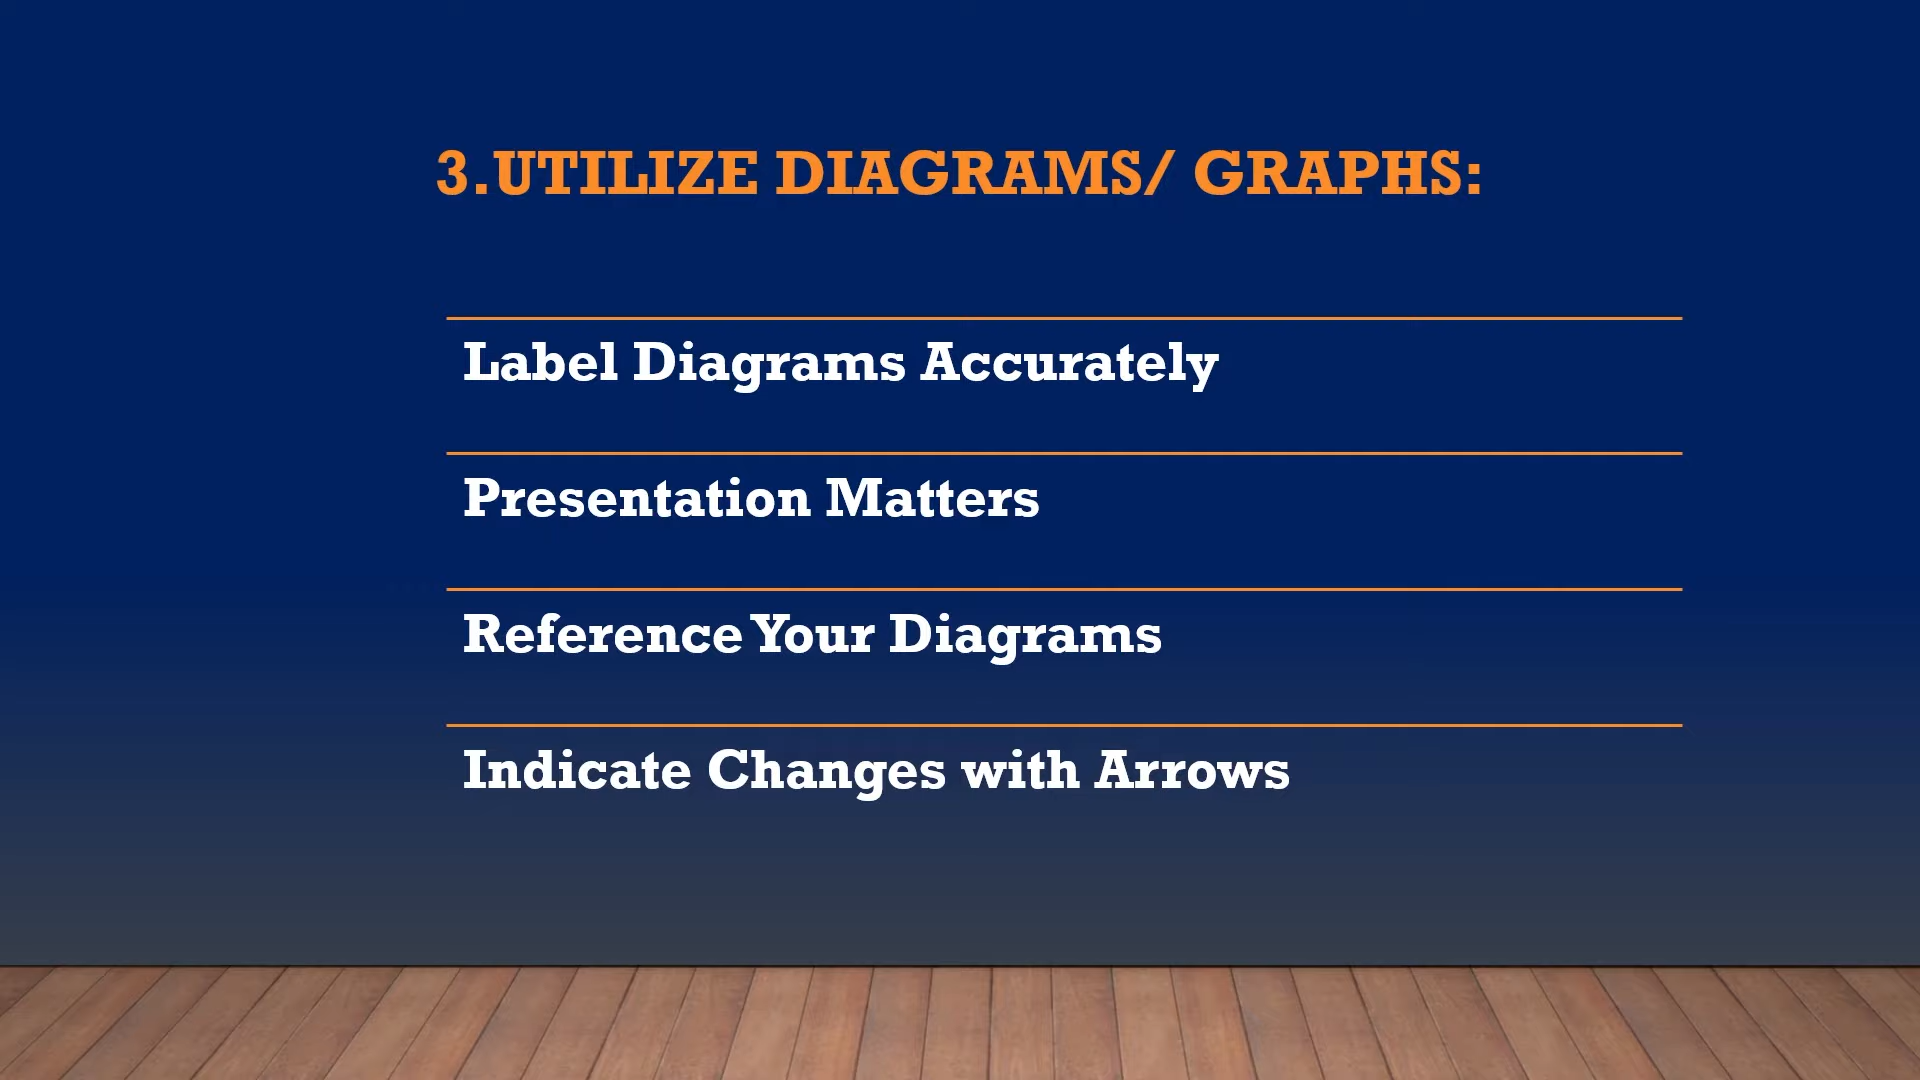 3.UTILIZE DIAGRAMS/ GRAPHS:
Label Diagrams Accurately
Presentation Matters
Reference Your Diagrams
Indicate Changes with Arrows